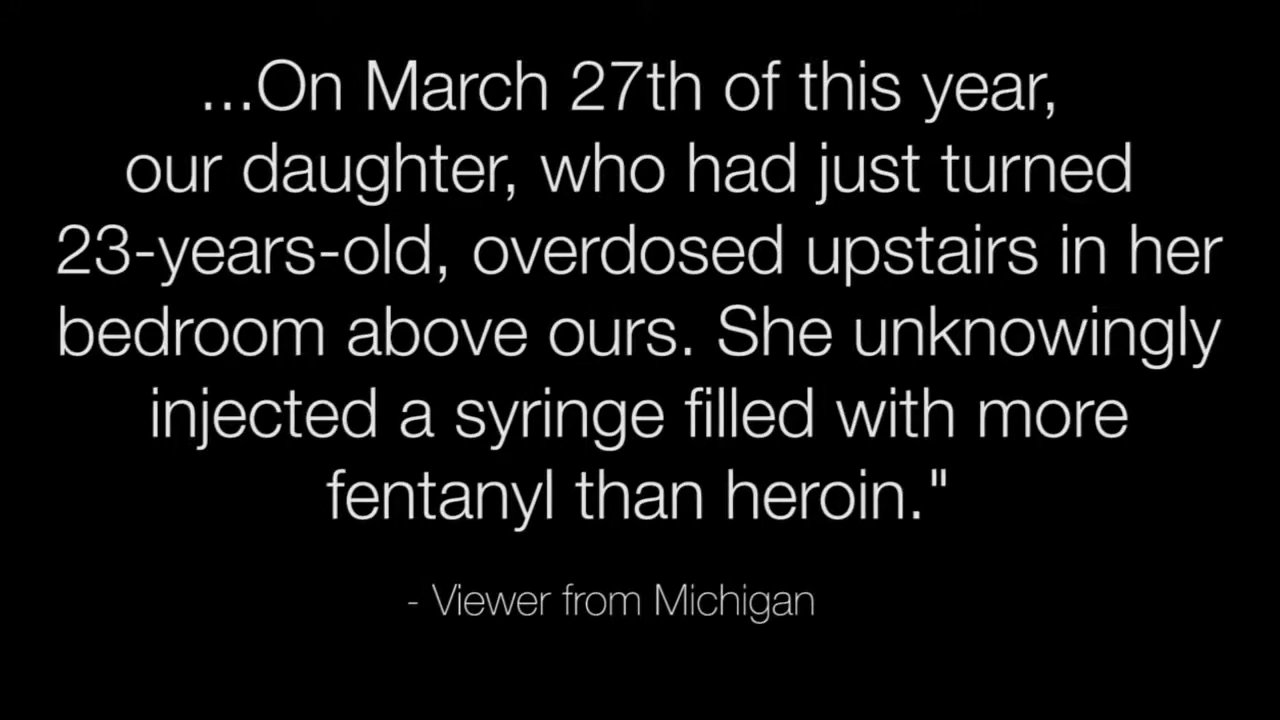 ...On March 27th of this year,
our daughter, who had just turned
23-years-old, overdosed upstairs in her
bedroom above ours. She unknowingly
injected a syringe filled with more
fentanyl than heroin."
- Viewer from Michigan